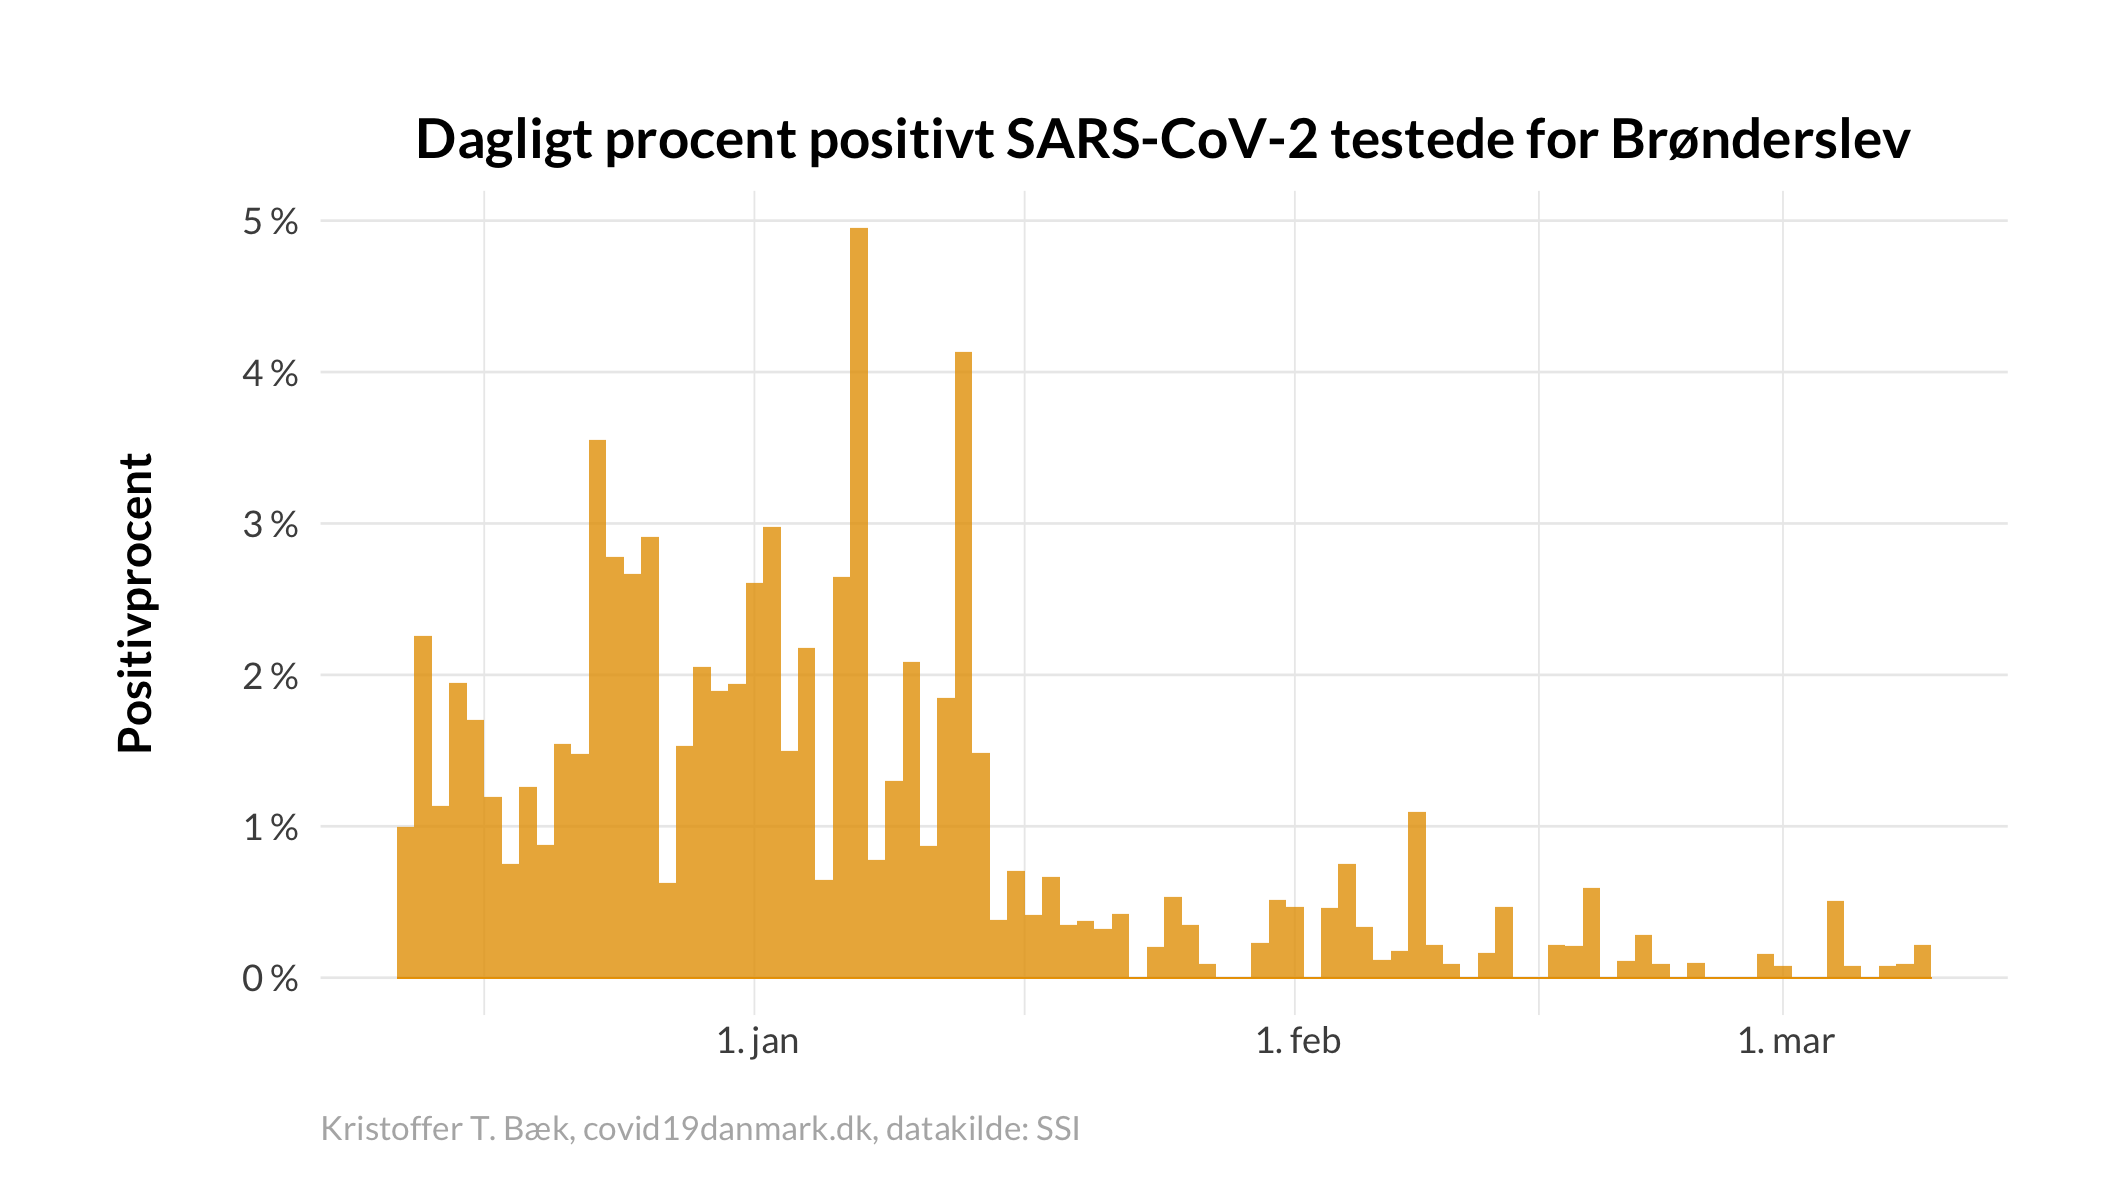 Dagligt procent positivt SARS-CoV-2 testede for Brønderslev
Positivprocent
5 %
4 %
3 %
2 %
1 %
0 %
1. jan
1. feb
1. mar
Kristoffer T. Bæk, covid19danmark.dk, datakilde: SSI